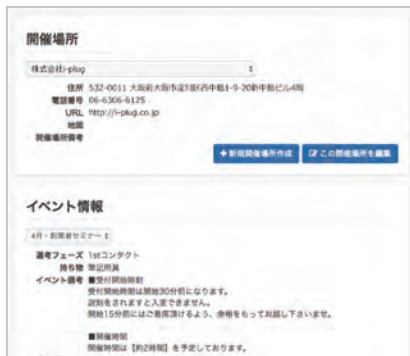 開催場所
株式会社i-plug
住所 532-0011 大阪府大阪市淀川区西中島1-9-20新中島ビル4階
電話番号 06-6306-6125
URL http://i-plug.co.jp
地図
開催場所備考
+新規開催場所作成 この開催場所を編集
イベント情報
4月・創業者セミナー
選考フェーズ 1stコンタクト
持ち物 筆記用具
イベント備考 ■受付開始時刻
受付開始時間は開始30分前になります。
遅刻をされますと入室できません。
開始15分前にはご着席頂けるよう、余裕をもってお越し下さいませ。
■開催時間
開催時間は【約2時間】を予定しております。